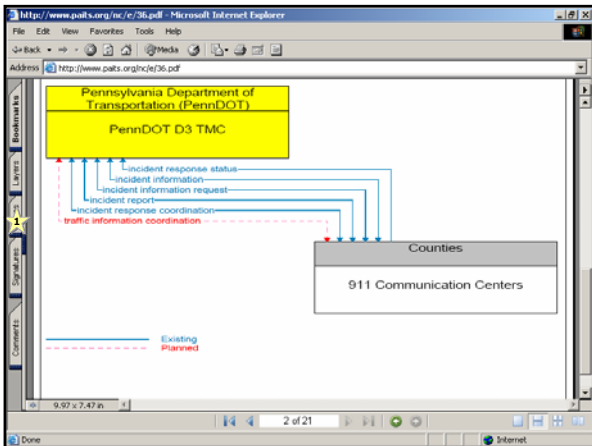 http://www.paits.org/nc/e/36.pdf - Microsoft Internet Explorer
File Edit View Favorites Tools Help
Back Media
Address http://www.paits.org/nc/e/36.pdf
Bookmarks
Layers
1
Signatures
Comments
Pennsylvania Department of
Transportation (PennDOT)
PennDOT D3 TMC
incident response status
incident information
incident information request
incident report
incident response coordination
traffic information coordination
Counties
911 Communication Centers
Existing
Planned
9.97 x 7.47 in
2 of 21
Done Internet